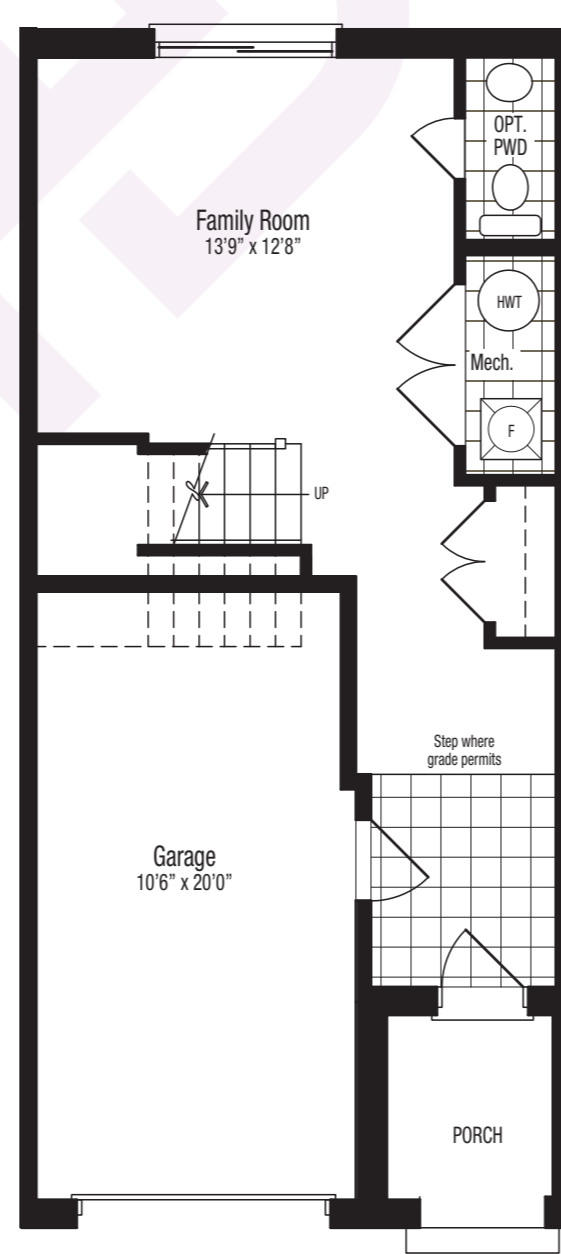 OPT.
PWD
Family Room
13’9” x 12’8”
HWT
Mech.
F
UP
Step where
grade permits
Garage
10’6” x 20’0”
PORCH